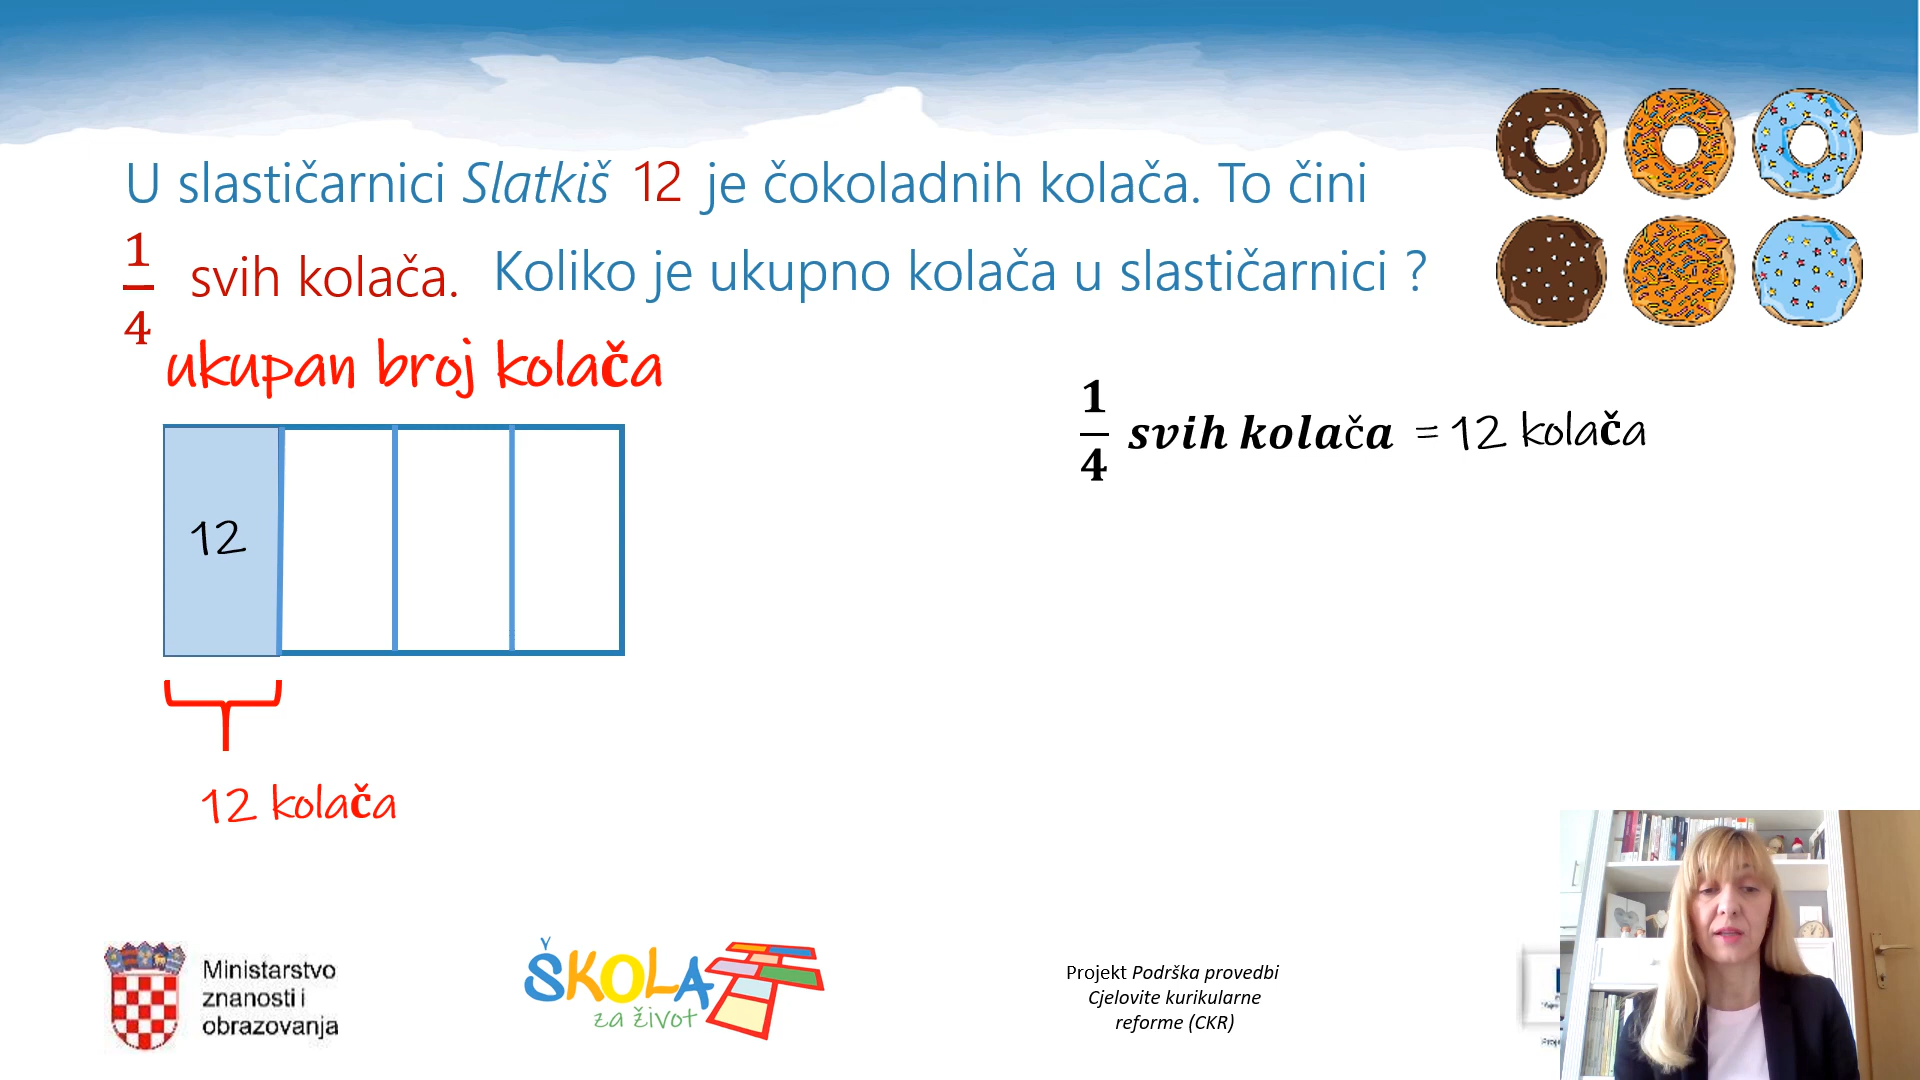 U slastičarnici Slatkiš 12 je čokoladnih kolača. To čini
1/4 svih kolača. Koliko je ukupno kolača u slastičarnici ?
ukupan broj kolača
1/4 svih kolača = 12 kolača
12
12 kolača
Ministarstvo
znanosti i
obrazovanja
ŠKOLA
za život
Projekt Podrška provedbi
Cjelovite kurikularne
reforme (CKR)